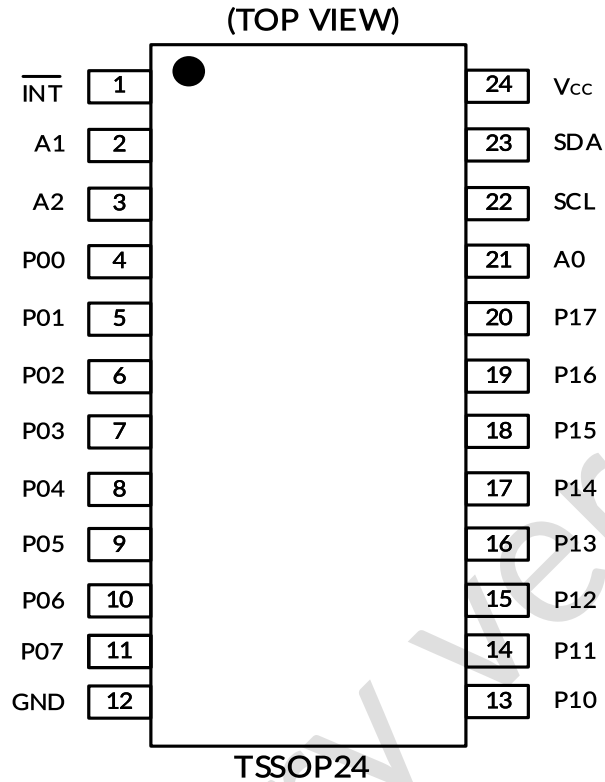 (TOP VIEW)
INT 1 24 Vcc
A1 2 23 SDA
A2 3 22 SCL
P00 4 21 A0
P01 5 20 P17
P02 6 19 P16
P03 7 18 P15
P04 8 17 P14
P05 9 16 P13
P06 10 15 P12
P07 11 14 P11
GND 12 13 P10
TSSOP24